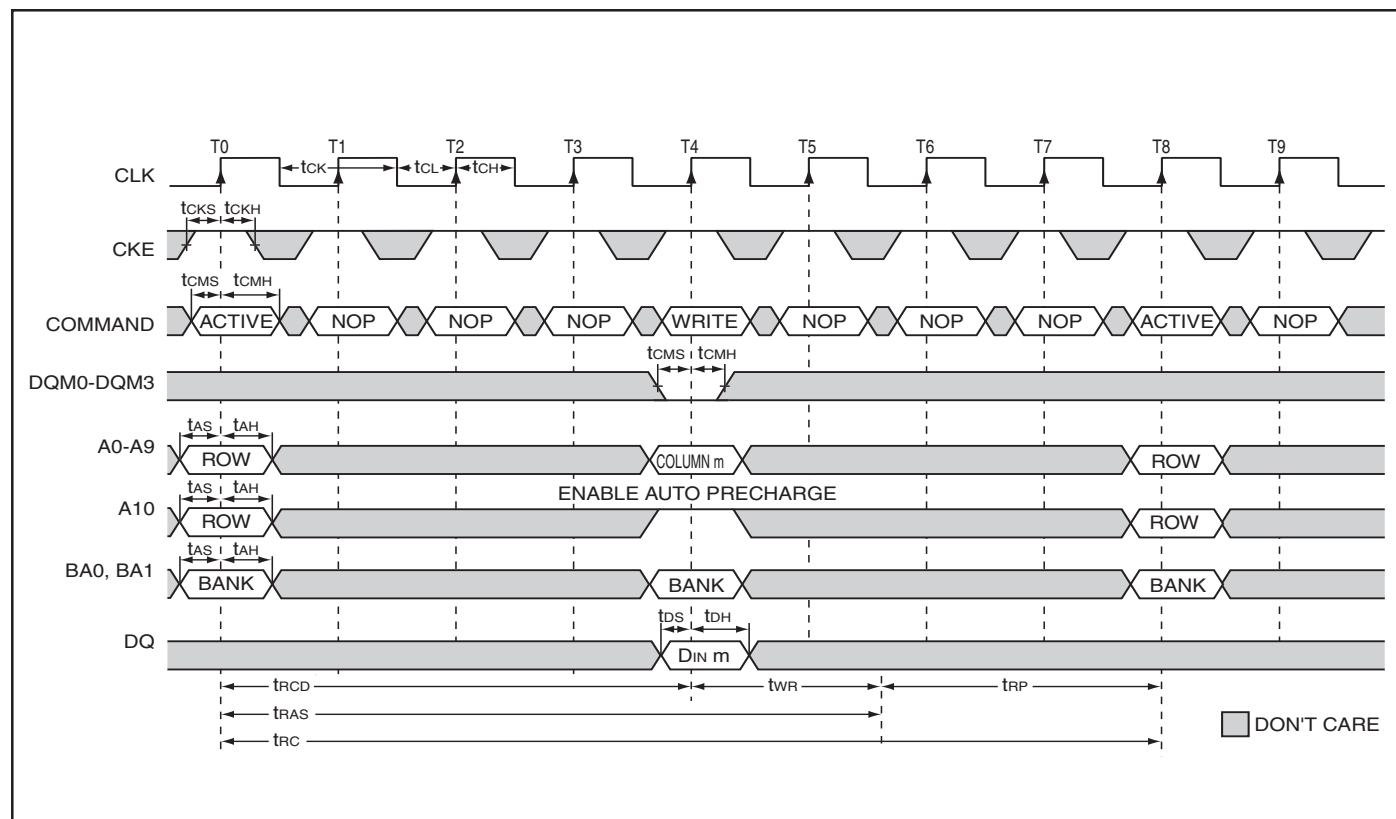 T0 T1 T2 T3 T4 T5 T6 T7 T8 T9
CLK tCK tCL tCH
tCKS tCKH
CKE
tCMS tCMH
COMMAND ACTIVE NOP NOP NOP WRITE NOP NOP NOP ACTIVE NOP
tCMS tCMH
DQM0-DQM3
tAS tAH
A0-A9 ROW COLUMN m ROW
tAS tAH ENABLE AUTO PRECHARGE
A10 ROW ROW
tAS tAH
BA0, BA1 BANK BANK BANK
tDS tDH
DQ DIN m
tRCD tWR tRP
tRAS
tRC
DON'T CARE